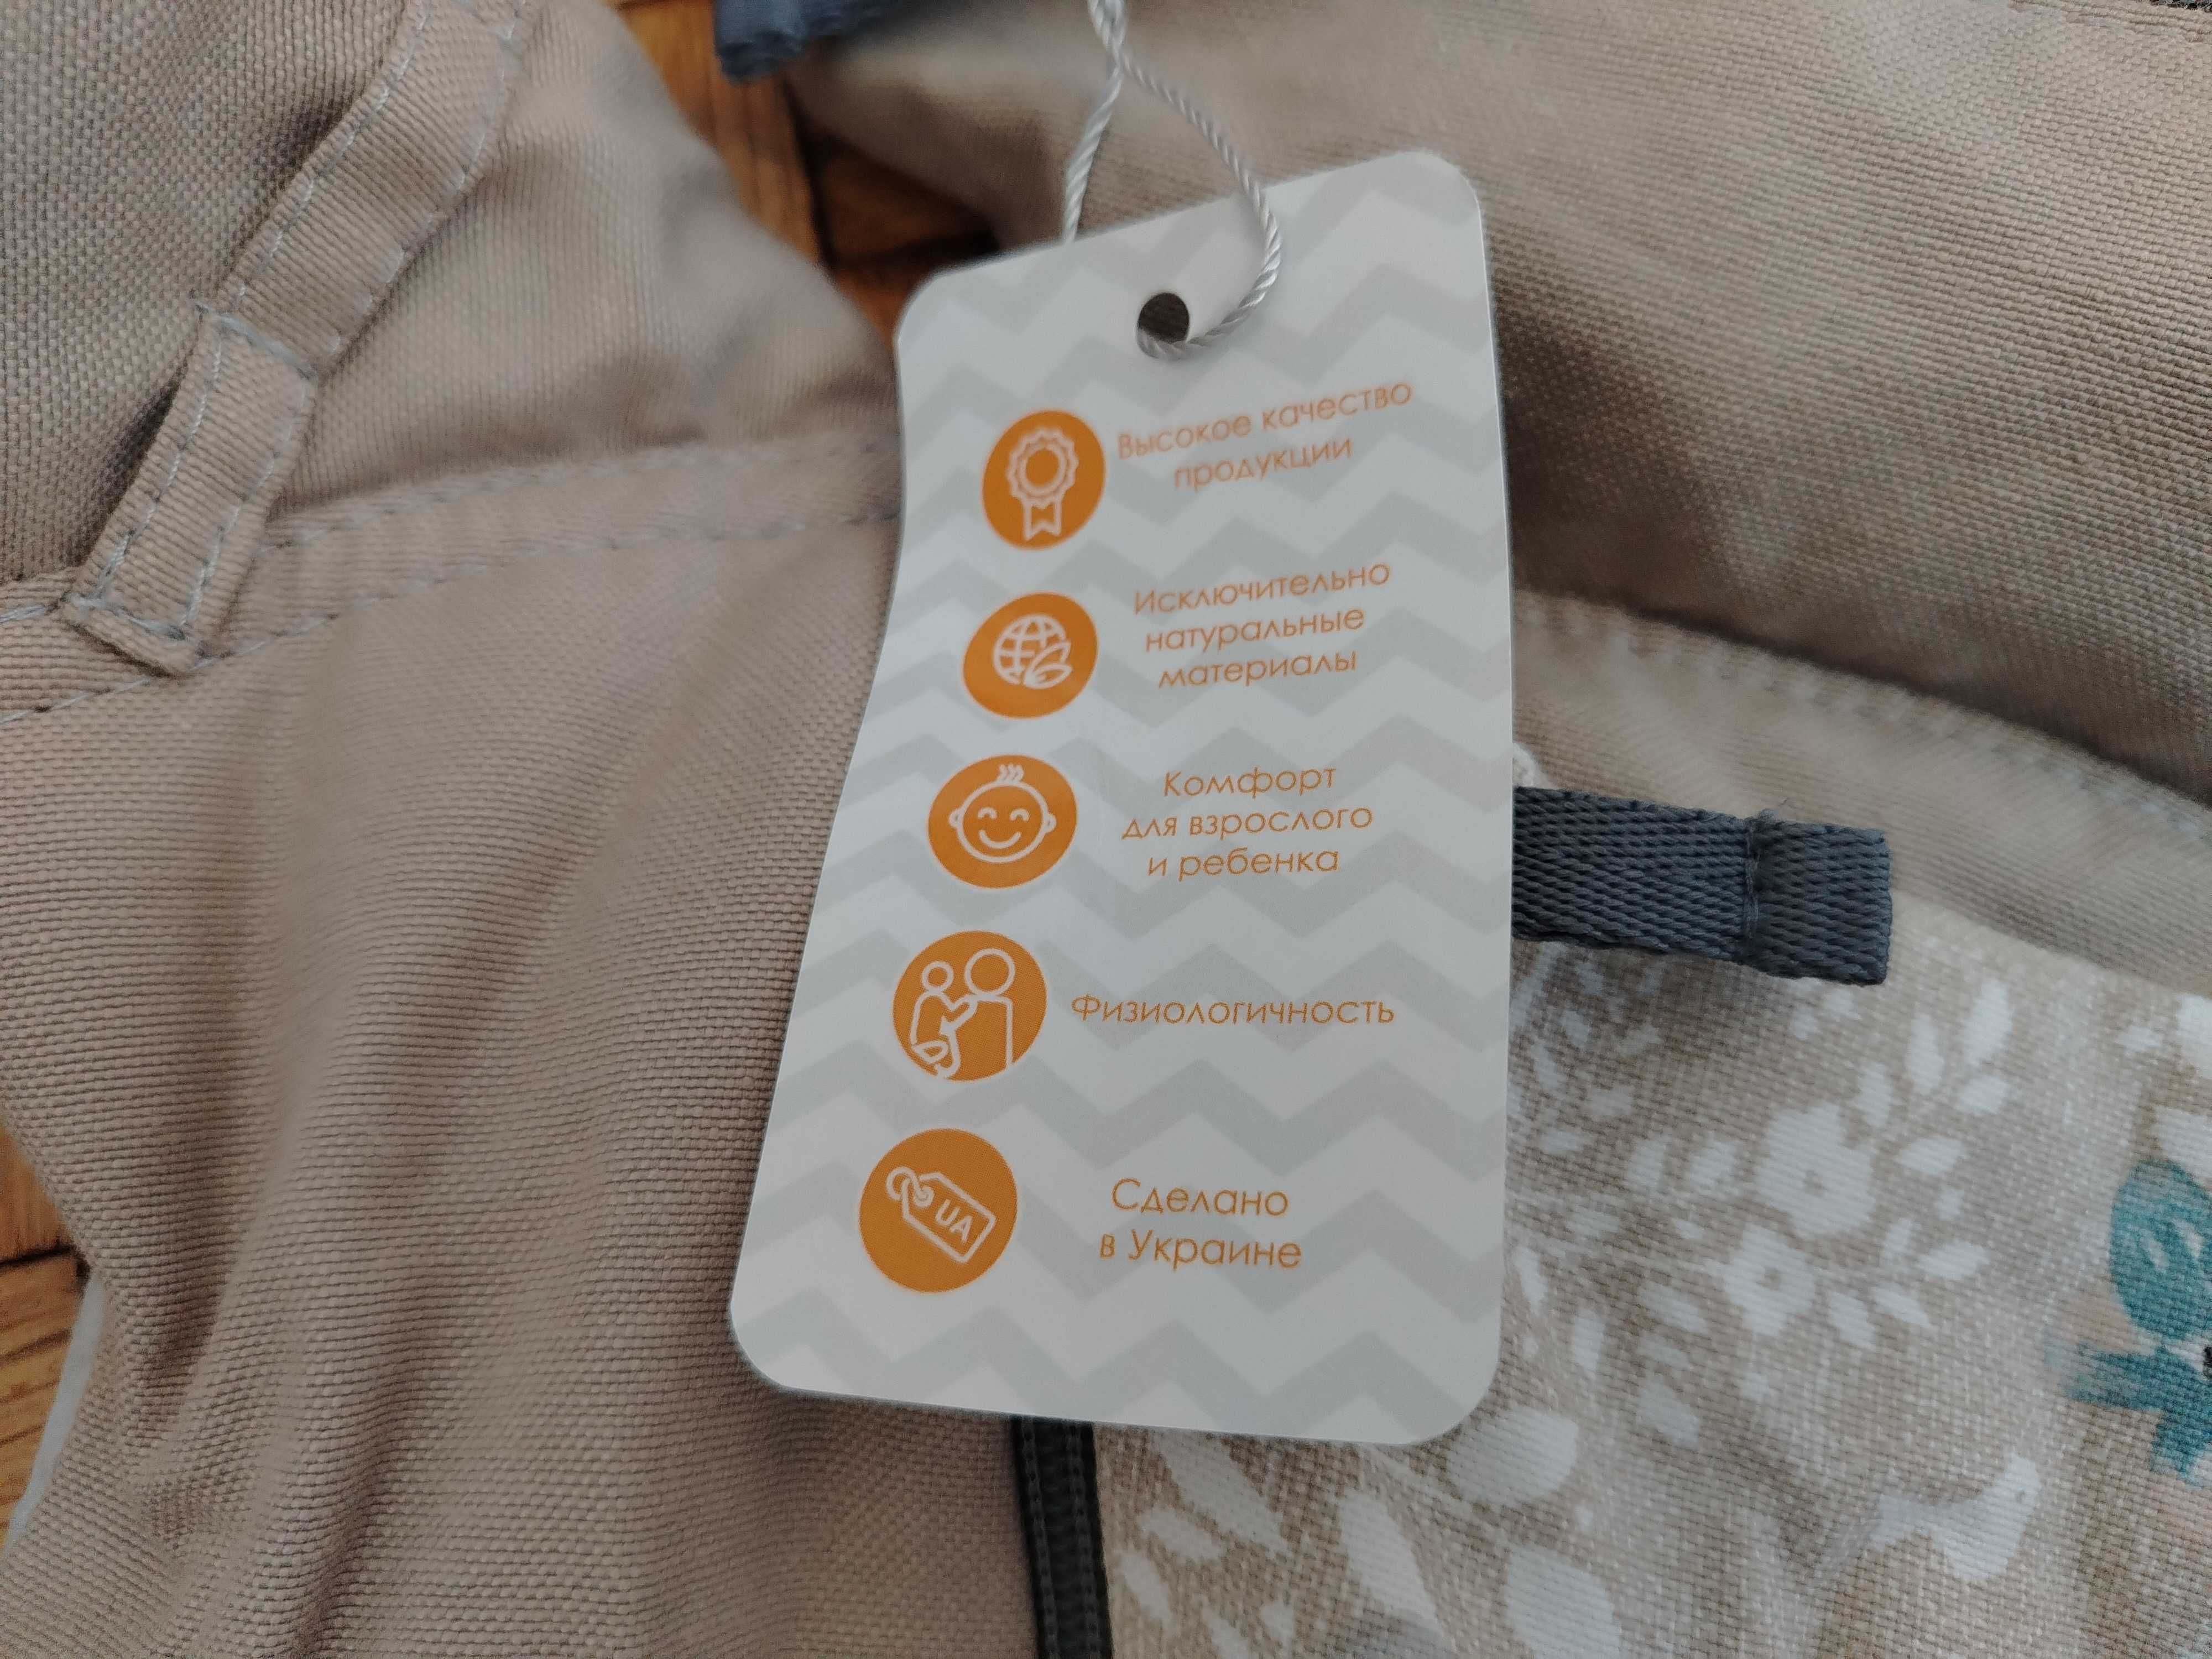 Высокое качество
продукции
Исключительно
натуральные
материалы
Комфорт
для взрослого
и ребенка
Физиологичность
UA
Сделано
в Украине